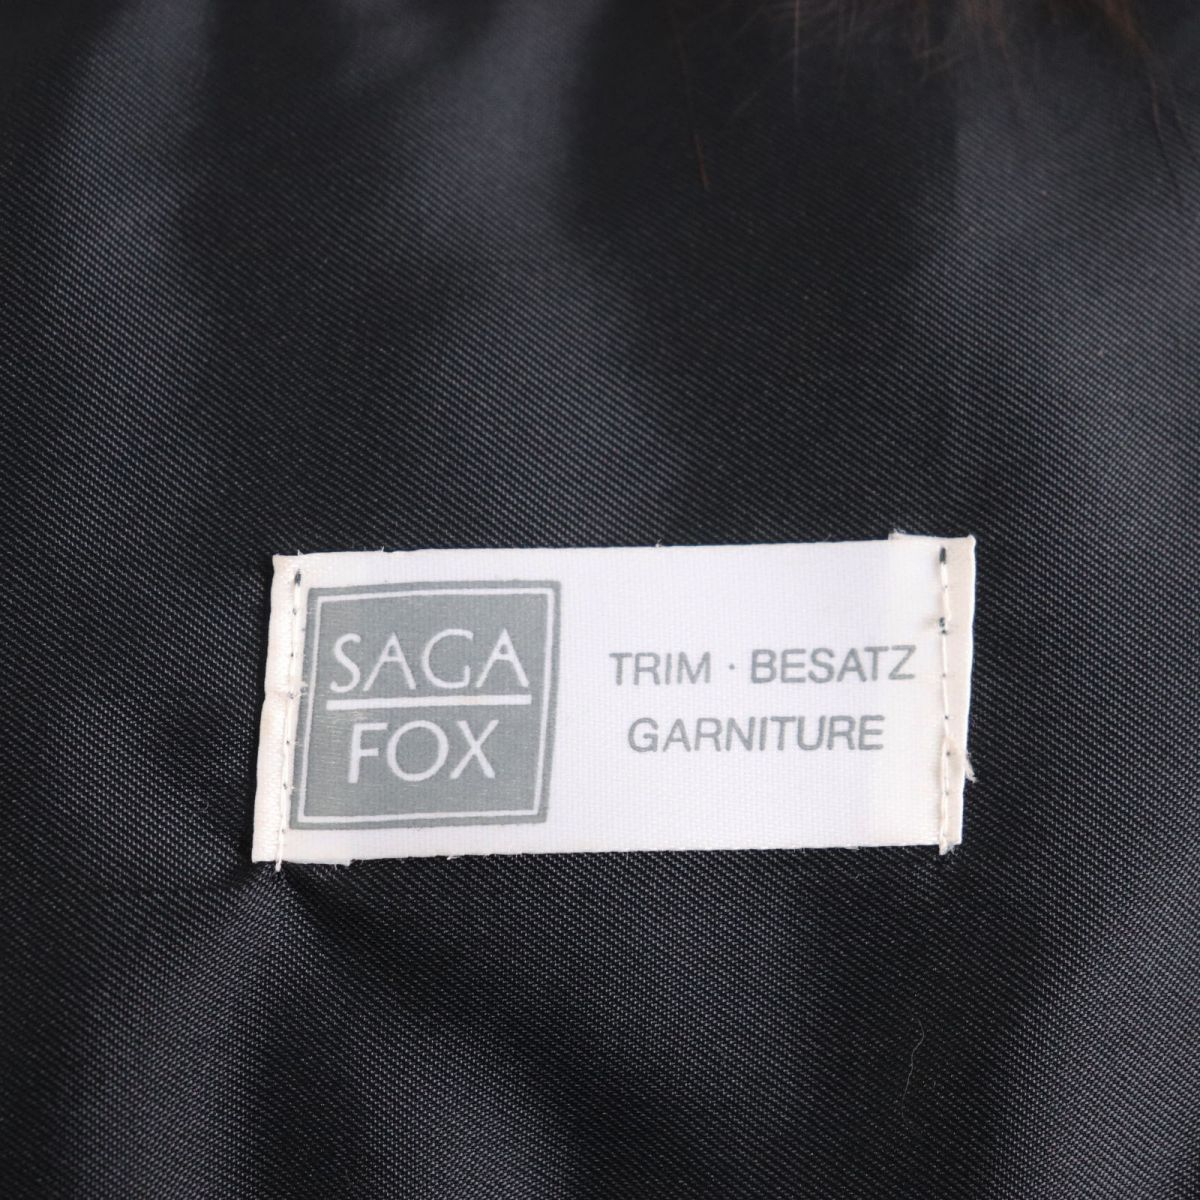 SAGA
FOX
TRIM · BESATZ
GARNITURE